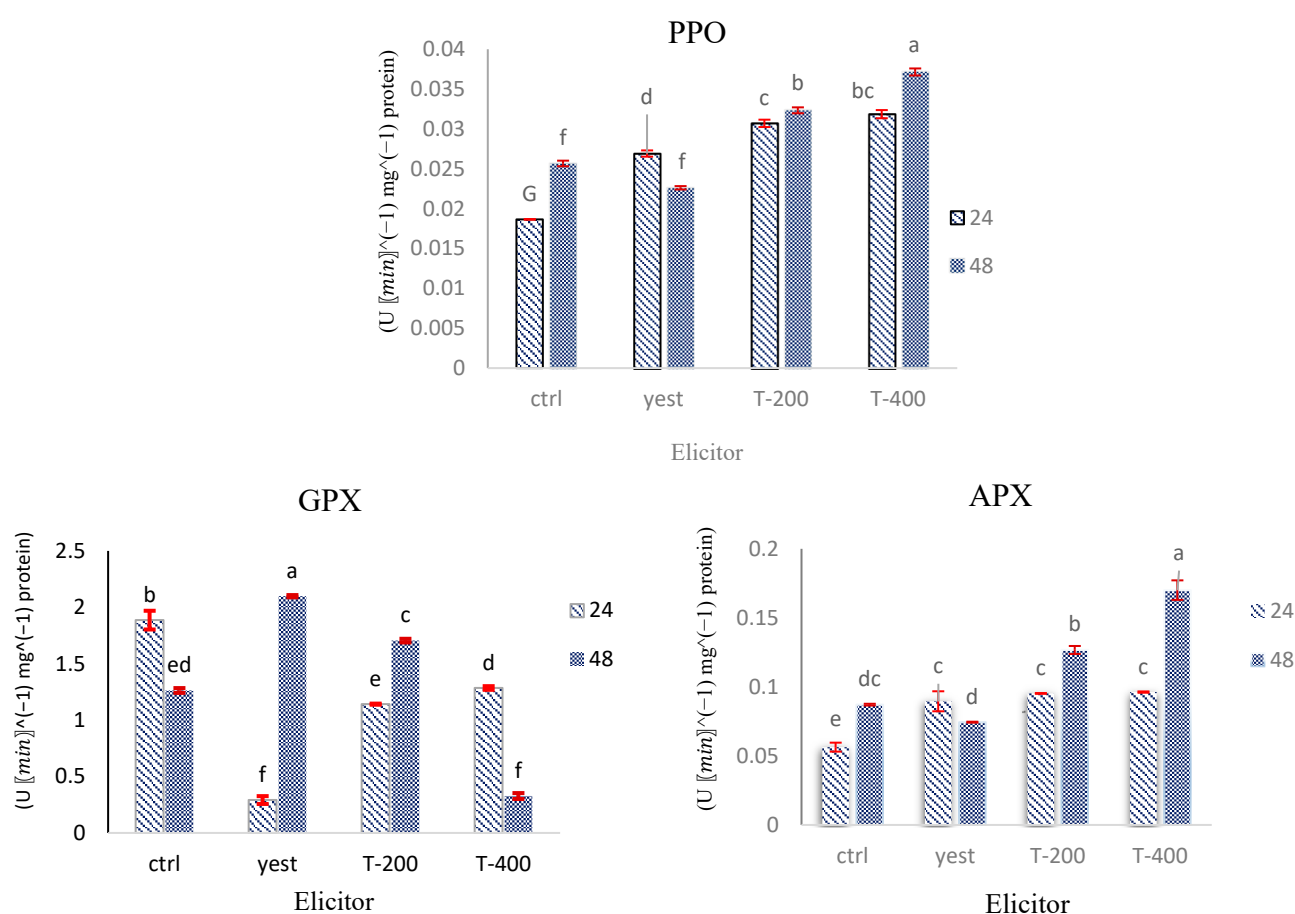 PPO
(U 〖[min]〗^(−1) mg^(−1) protein)
0.04
0.035
0.03
0.025
0.02
0.015
0.01
0.005
0
G
f
d
f
c
b
bc
a
24
48
ctrl yest T-200 T-400
Elicitor
GPX
(U 〖[min]〗^(−1) mg^(−1) protein)
2.5
2
1.5
1
0.5
0
b
ed
f
a
e
c
d
f
24
48
ctrl yest T-200 T-400
Elicitor
APX
(U 〖[min]〗^(−1) mg^(−1) protein)
0.2
0.15
0.1
0.05
0
e
dc
c
d
c
b
c
a
24
48
ctrl yest T-200 T-400
Elicitor